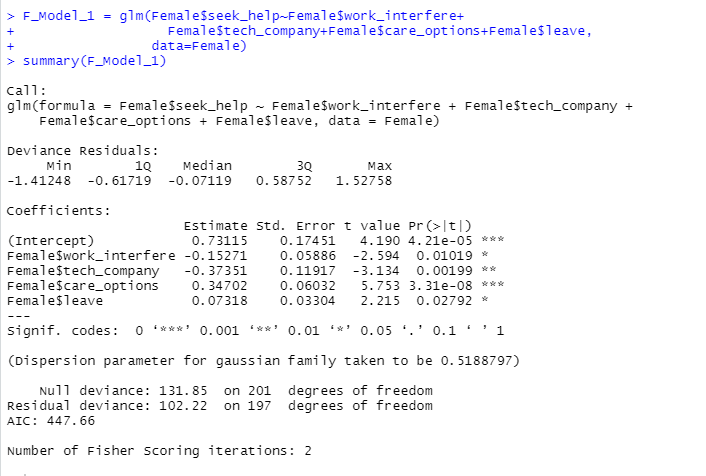 > F_Model_1 = glm(Female$seek_help~Female$work_interfere+
+                   Female$tech_company+Female$care_options+Female$leave,
+                 data=Female)
> summary(F_Model_1)

Call:
glm(formula = Female$seek_help ~ Female$work_interfere + Female$tech_company + 
    Female$care_options + Female$leave, data = Female)

Deviance Residuals: 
     Min        1Q    Median        3Q       Max  
-1.41248  -0.61719  -0.07119   0.58752   1.52758  

Coefficients:
                      Estimate Std. Error t value Pr(>|t|)    
(Intercept)            0.73115    0.17451   4.190 4.21e-05 ***
Female$work_interfere -0.15271    0.05886  -2.594  0.01019 *  
Female$tech_company   -0.37351    0.11917  -3.134  0.00199 ** 
Female$care_options    0.34702    0.06032   5.753 3.31e-08 ***
Female$leave           0.07318    0.03304   2.215  0.02792 *  
---
Signif. codes:  0 ‘***’ 0.001 ‘**’ 0.01 ‘*’ 0.05 ‘.’ 0.1 ‘ ’ 1

(Dispersion parameter for gaussian family taken to be 0.5188797)

    Null deviance: 131.85  on 201  degrees of freedom
Residual deviance: 102.22  on 197  degrees of freedom
AIC: 447.66

Number of Fisher Scoring iterations: 2